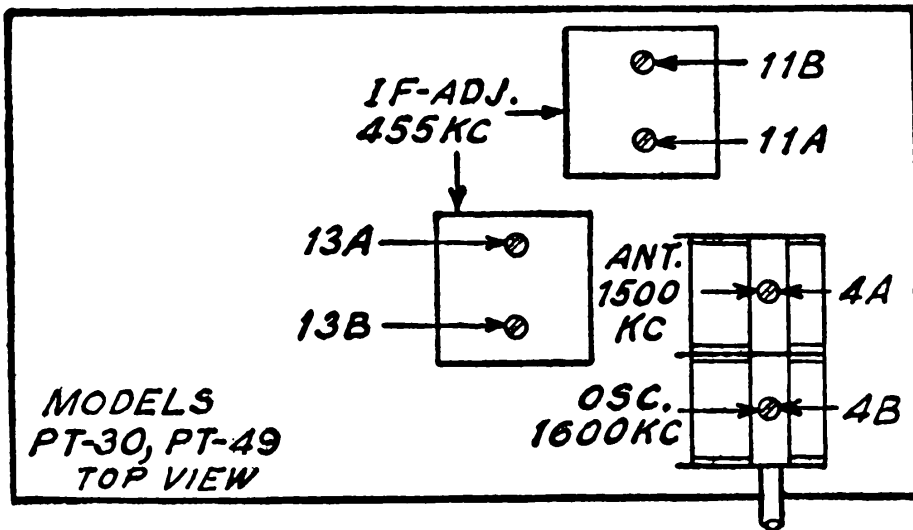 11B
IF-ADJ.
455KC
11A
13A
ANT.
1500
KC
4A
13B
OSC.
1600KC
4B
MODELS
PT-30, PT-49
TOP VIEW